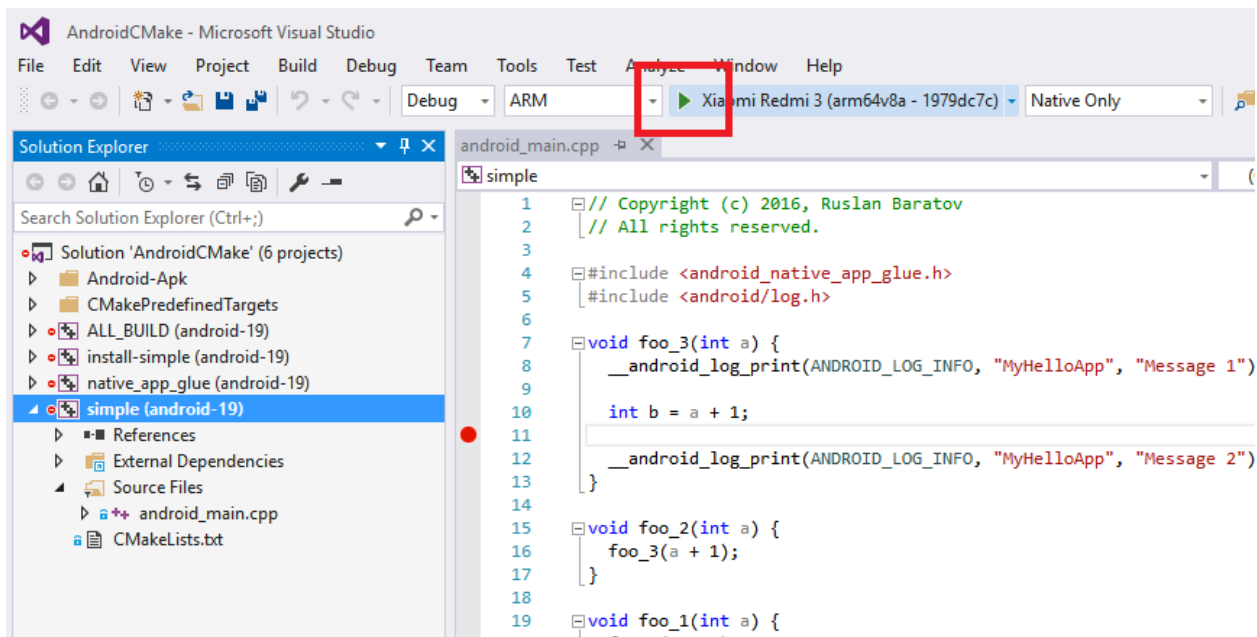 AndroidCMake - Microsoft Visual Studio
File Edit View Project Build Debug Team Tools Test Analyze Window Help
Debug ARM Xiaomi Redmi 3 (arm64v8a - 1979dc7c) Native Only
Solution Explorer
Search Solution Explorer (Ctrl+;)
Solution 'AndroidCMake' (6 projects)
Android-Apk
CMakePredefinedTargets
ALL_BUILD (android-19)
install-simple (android-19)
native_app_glue (android-19)
simple (android-19)
References
External Dependencies
Source Files
android_main.cpp
CMakeLists.txt
android_main.cpp
simple (
1 // Copyright (c) 2016, Ruslan Baratov
2 // All rights reserved.
3
4 #include <android_native_app_glue.h>
5 #include <android/log.h>
6
7 void foo_3(int a) {
8 __android_log_print(ANDROID_LOG_INFO, "MyHelloApp", "Message 1")
9
10 int b = a + 1;
11
12 __android_log_print(ANDROID_LOG_INFO, "MyHelloApp", "Message 2")
13 }
14
15 void foo_2(int a) {
16 foo_3(a + 1);
17 }
18
19 void foo_1(int a) {